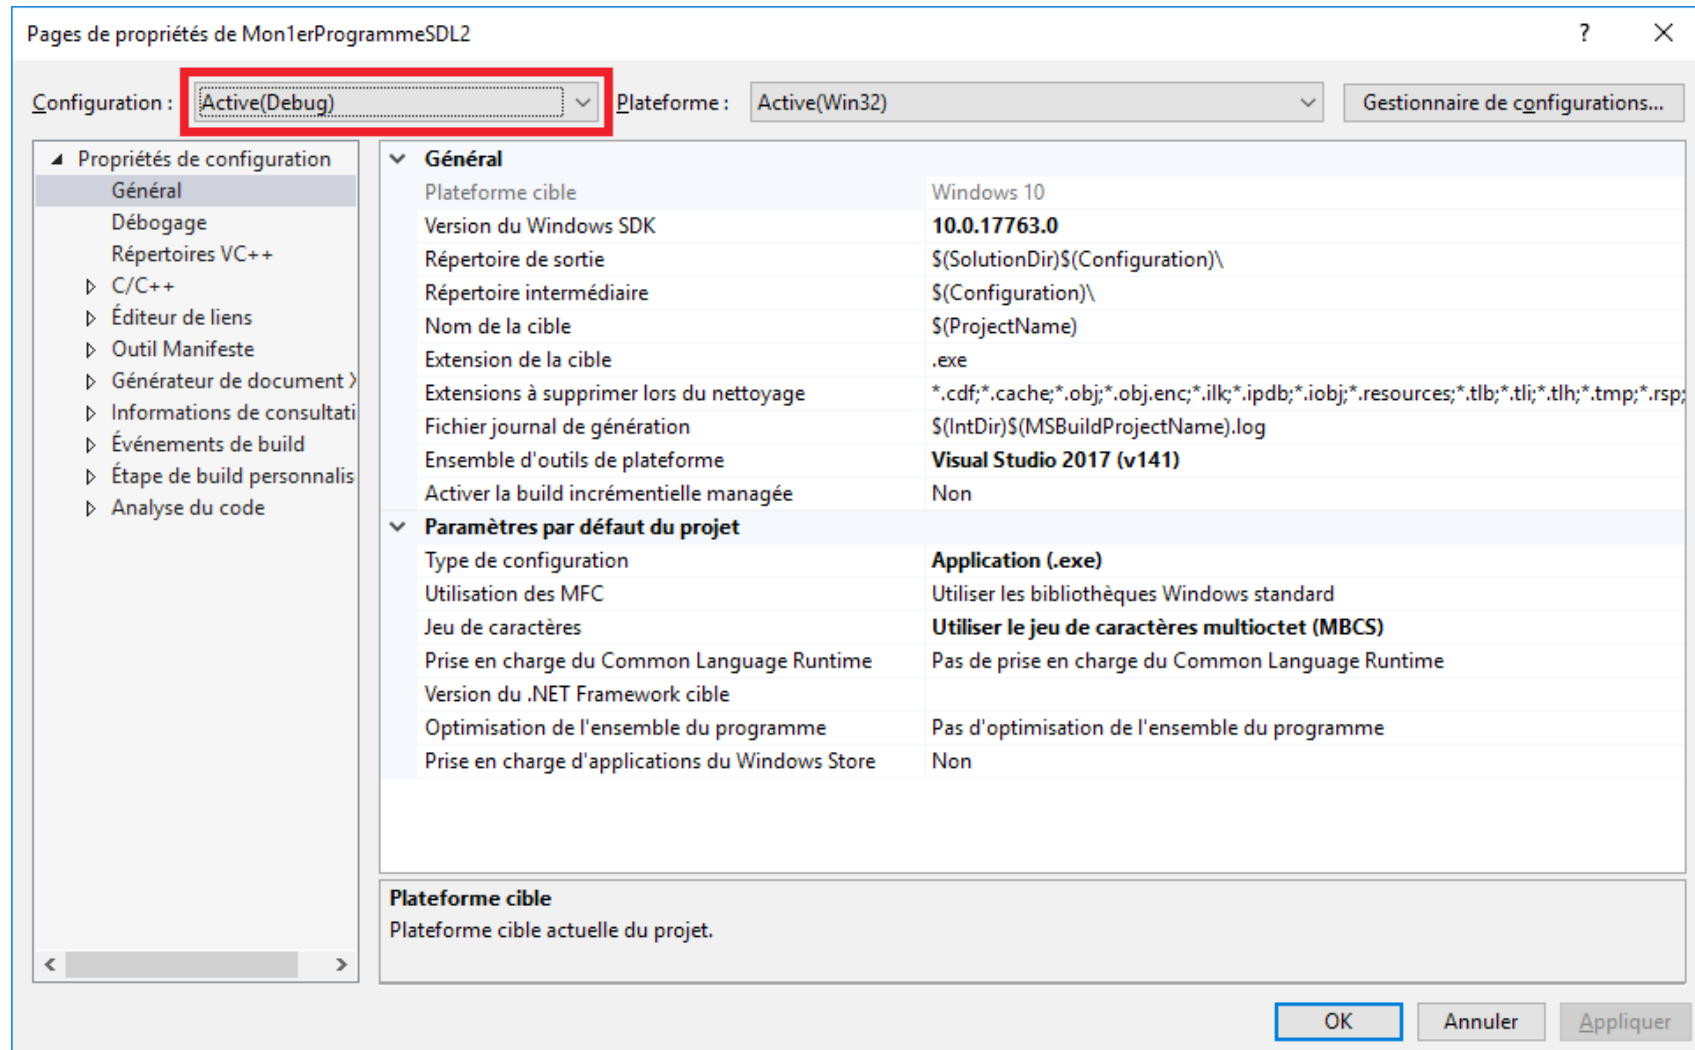 Pages de propriétés de Mon1erProgrammeSDL2
?
Configuration : Active(Debug) Plateforme : Active(Win32) Gestionnaire de configurations...
Propriétés de configuration
Général
Débogage
Répertoires VC++
C/C++
Éditeur de liens
Outil Manifeste
Générateur de document X
Informations de consultati
Événements de build
Étape de build personnalis
Analyse du code
Général
Plateforme cible Windows 10
Version du Windows SDK 10.0.17763.0
Répertoire de sortie $(SolutionDir)$(Configuration)\
Répertoire intermédiaire $(Configuration)\
Nom de la cible $(ProjectName)
Extension de la cible .exe
Extensions à supprimer lors du nettoyage *.cdf;*.cache;*.obj;*.obj.enc;*.ilk;*.ipdb;*.iobj;*.resources;*.tlb;*.tli;*.tlh;*.tmp;*.rsp;
Fichier journal de génération $(IntDir)$(MSBuildProjectName).log
Ensemble d'outils de plateforme Visual Studio 2017 (v141)
Activer la build incrémentielle managée Non
Paramètres par défaut du projet
Type de configuration Application (.exe)
Utilisation des MFC Utiliser les bibliothèques Windows standard
Jeu de caractères Utiliser le jeu de caractères multioctet (MBCS)
Prise en charge du Common Language Runtime Pas de prise en charge du Common Language Runtime
Version du .NET Framework cible
Optimisation de l'ensemble du programme Pas d'optimisation de l'ensemble du programme
Prise en charge d'applications du Windows Store Non
Plateforme cible
Plateforme cible actuelle du projet.
OK Annuler Appliquer